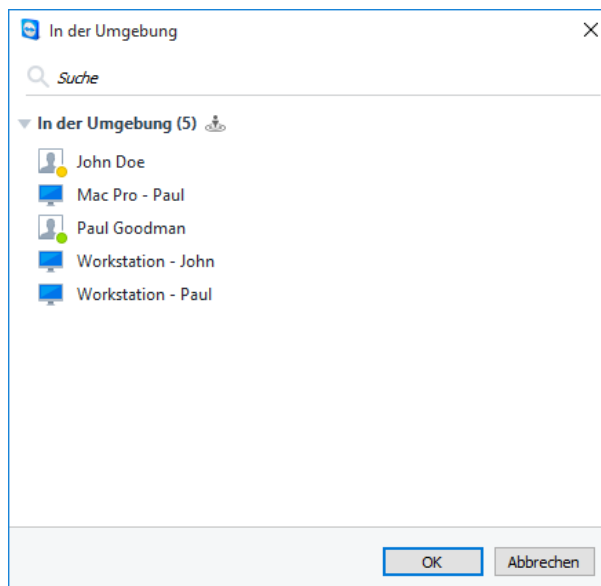 In der Umgebung
Suche
In der Umgebung (5)
John Doe
Mac Pro - Paul
Paul Goodman
Workstation - John
Workstation - Paul
OK Abbrechen